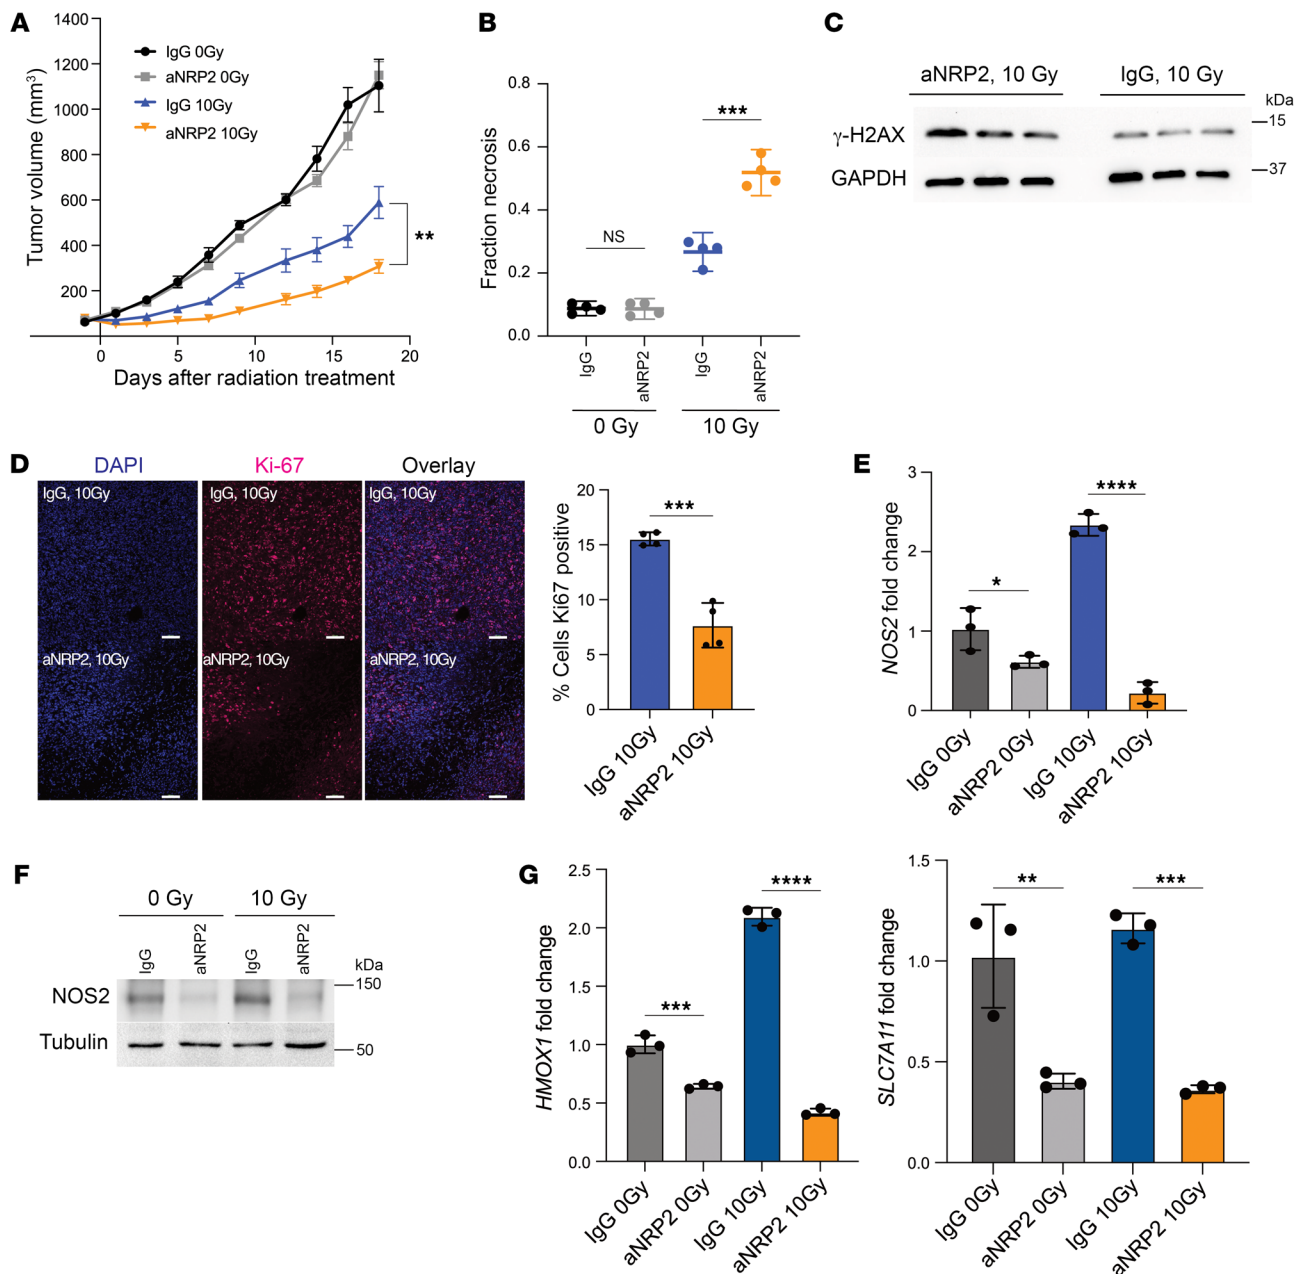 A
1400
1200
1000
800
600
400
200
Tumor volume (mm³)
IgG 0Gy
aNRP2 0Gy
IgG 10Gy
aNRP2 10Gy
**
0 5 10 15 20
Days after radiation treatment
B
0.8
0.6
0.4
0.2
0.0
Fraction necrosis
NS
***
IgG aNRP2 IgG aNRP2
0 Gy 10 Gy
C
aNRP2, 10 Gy IgG, 10 Gy
kDa
γ-H2AX 15
GAPDH 37
D
DAPI Ki-67 Overlay
IgG, 10Gy IgG, 10Gy IgG, 10Gy
aNRP2, 10Gy aNRP2, 10Gy aNRP2, 10Gy
20
15
10
5
0
% Cells Ki67 positive
***
IgG 10Gy aNRP2 10Gy
E
3
2
1
0
NOS2 fold change
*
****
IgG 0Gy aNRP2 0Gy IgG 10Gy aNRP2 10Gy
F
0 Gy 10 Gy
IgG aNRP2 IgG aNRP2
kDa
NOS2 150
Tubulin 50
G
2.5
2.0
1.5
1.0
0.5
0.0
HMOX1 fold change
***
****
IgG 0Gy aNRP2 0Gy IgG 10Gy aNRP2 10Gy
1.5
1.0
0.5
0.0
SLC7A11 fold change
**
***
IgG 0Gy aNRP2 0Gy IgG 10Gy aNRP2 10Gy